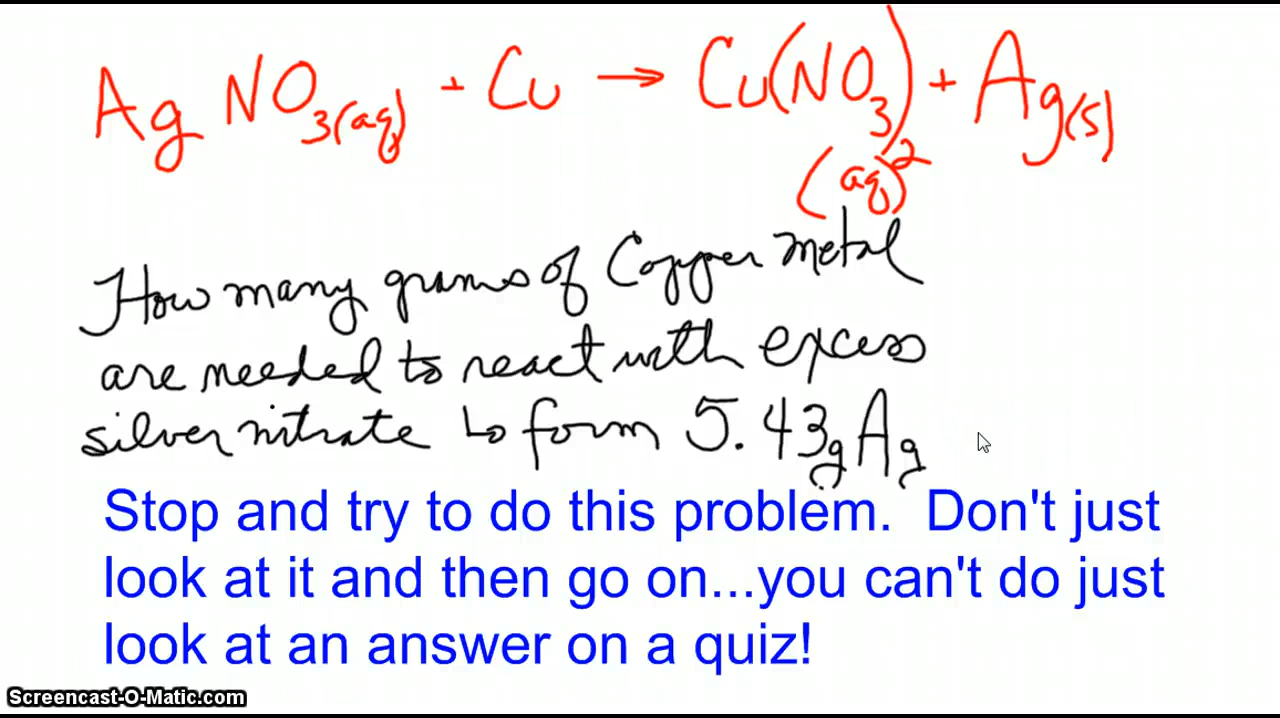 AgNO3(aq) + Cu → Cu(NO3)2 + Ag(s)
(aq)
How many grams of Copper metal
are needed to react with excess
silver nitrate to form 5.43g Ag
Stop and try to do this problem. Don't just
look at it and then go on...you can't do just
look at an answer on a quiz!
Screencast-O-Matic.com